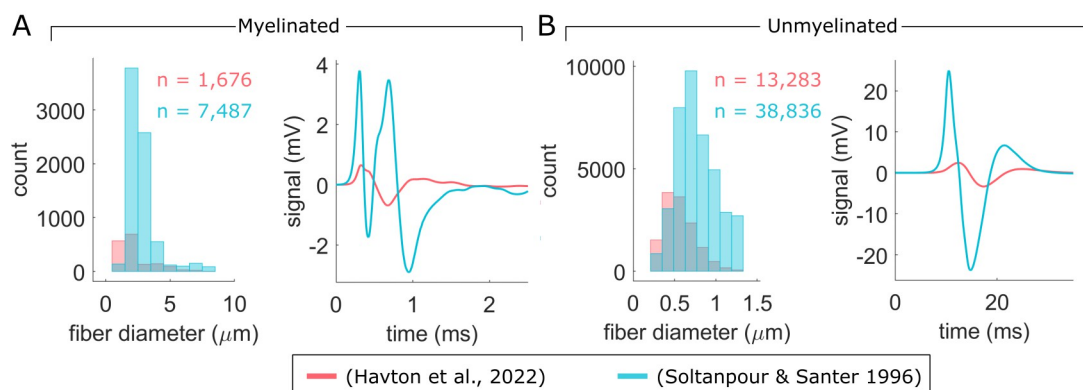 A
Myelinated
B
Unmyelinated
n = 1,676
n = 7,487
count
3000
2000
1000
0
0
5
10
fiber diameter (μm)
signal (mV)
4
2
0
-2
0
1
2
time (ms)
n = 13,283
n = 38,836
count
10000
5000
0
0
0.5
1
1.5
fiber diameter (μm)
signal (mV)
20
10
0
-10
-20
0
20
time (ms)
(Havton et al., 2022)
(Soltanpour & Santer 1996)